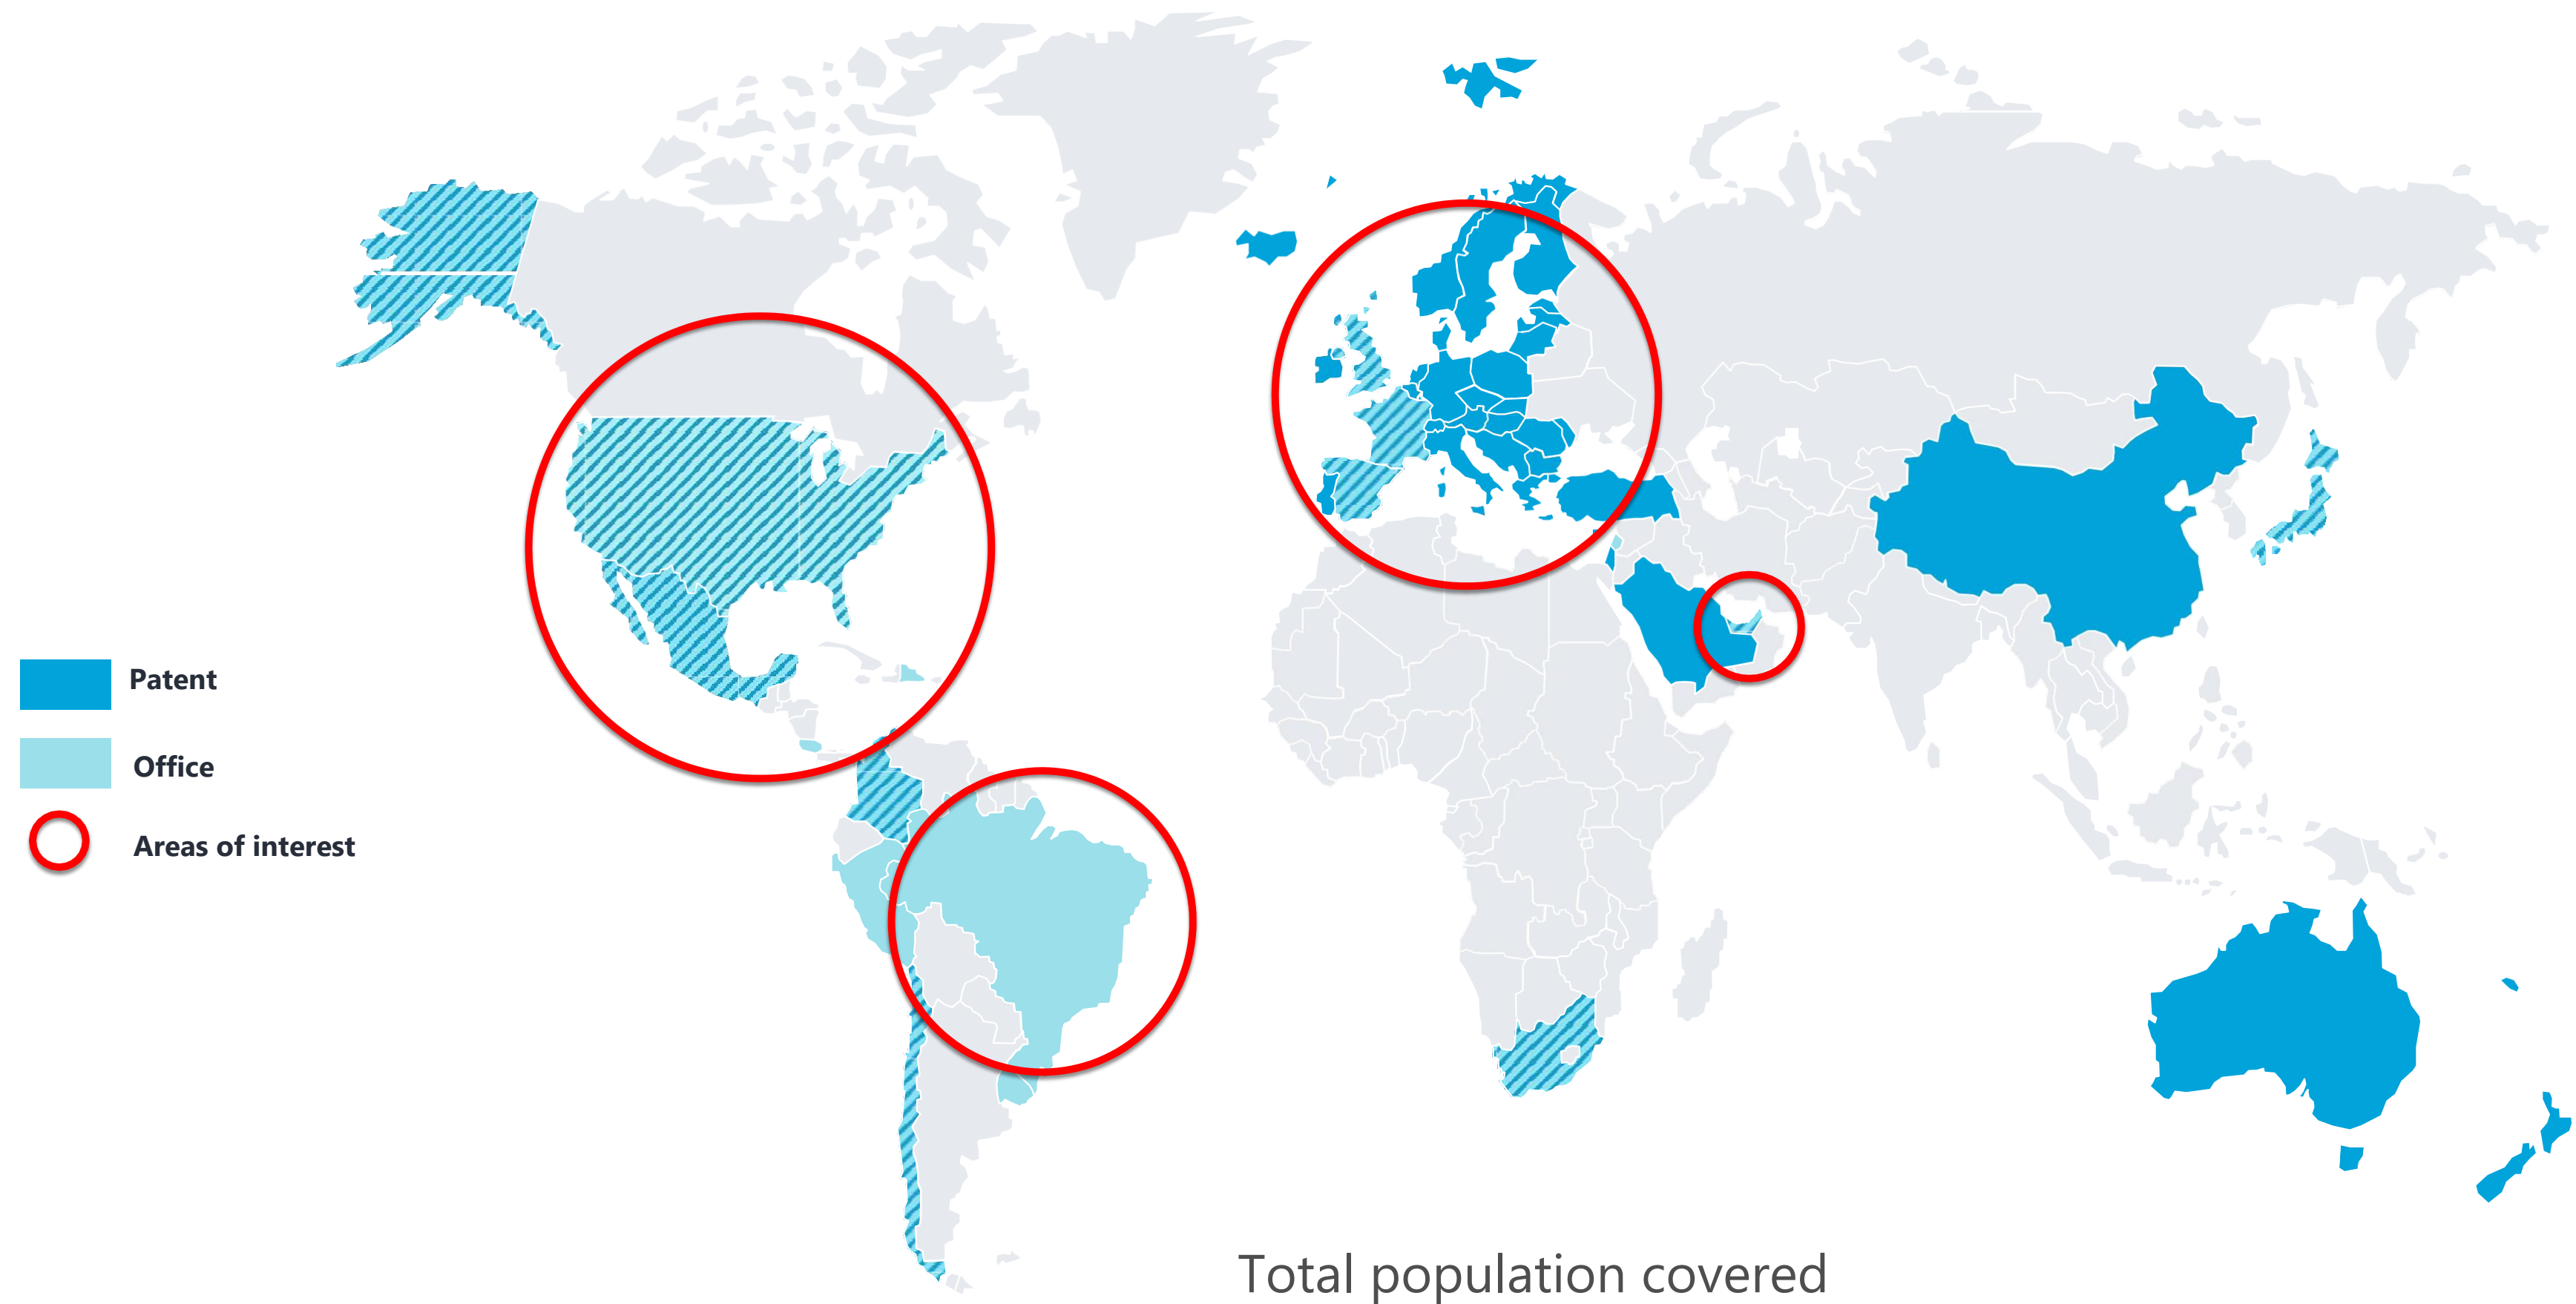 Patent
Office
Areas of interest
Total population covered